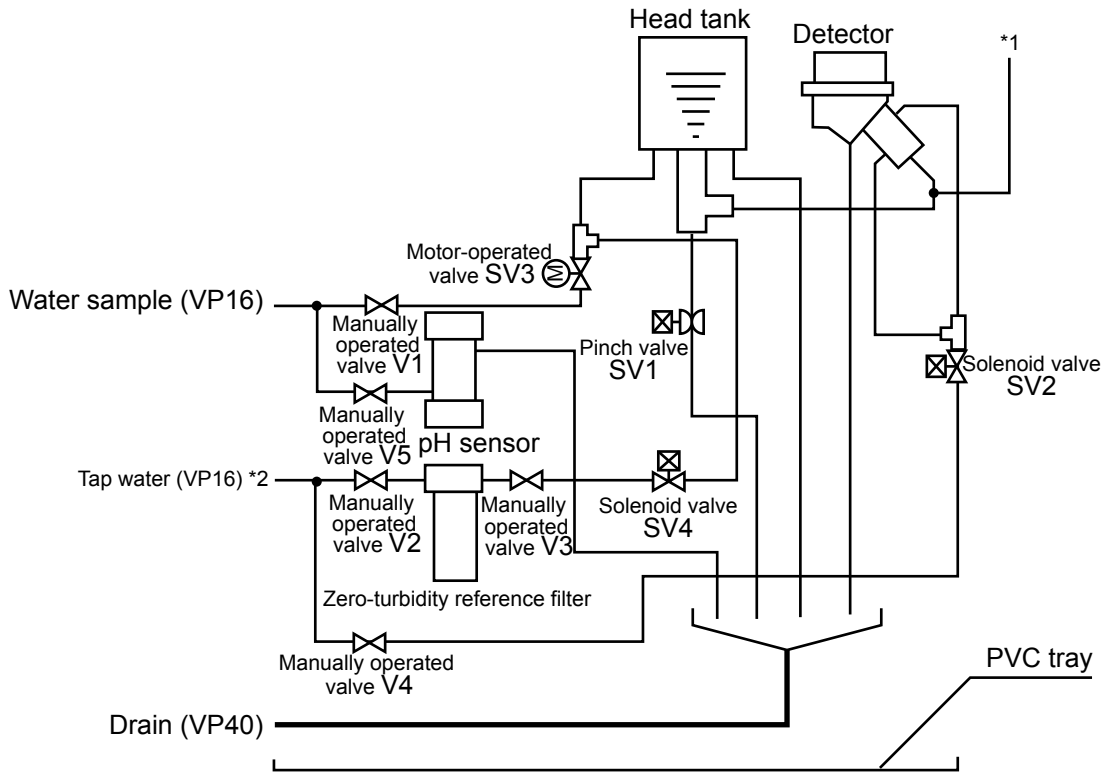 Head tank
Detector
*1
Motor-operated
valve SV3
M
Water sample (VP16)
Manually
operated
valve V1
Pinch valve
SV1
Solenoid valve
SV2
Manually
operated
valve V5
pH sensor
Tap water (VP16) *2
Manually
operated
valve V2
Manually
operated
valve V3
Solenoid valve
SV4
Zero-turbidity reference filter
Manually operated
valve V4
PVC tray
Drain (VP40)